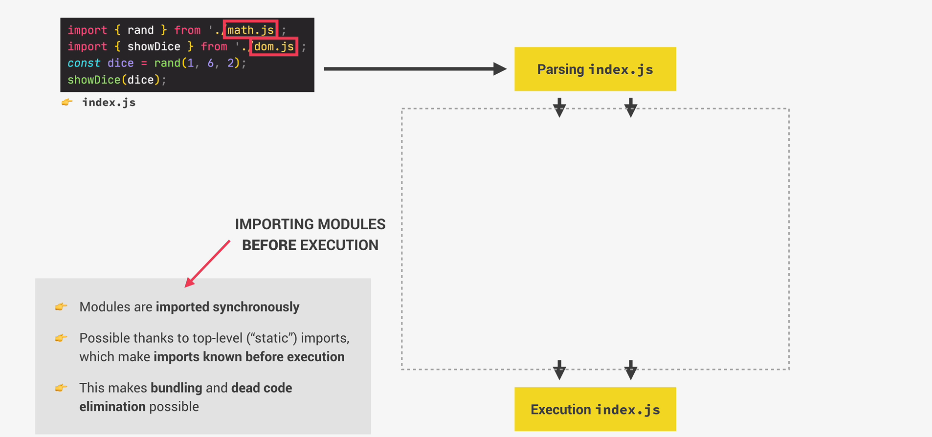 import { rand } from './math.js';
import { showDice } from './dom.js';
const dice = rand(1, 6, 2);
showDice(dice);
👉 index.js
Parsing index.js
IMPORTING MODULES
BEFORE EXECUTION
👉 Modules are imported synchronously
👉 Possible thanks to top-level (“static”) imports,
which make imports known before execution
👉 This makes bundling and dead code
elimination possible
Execution index.js